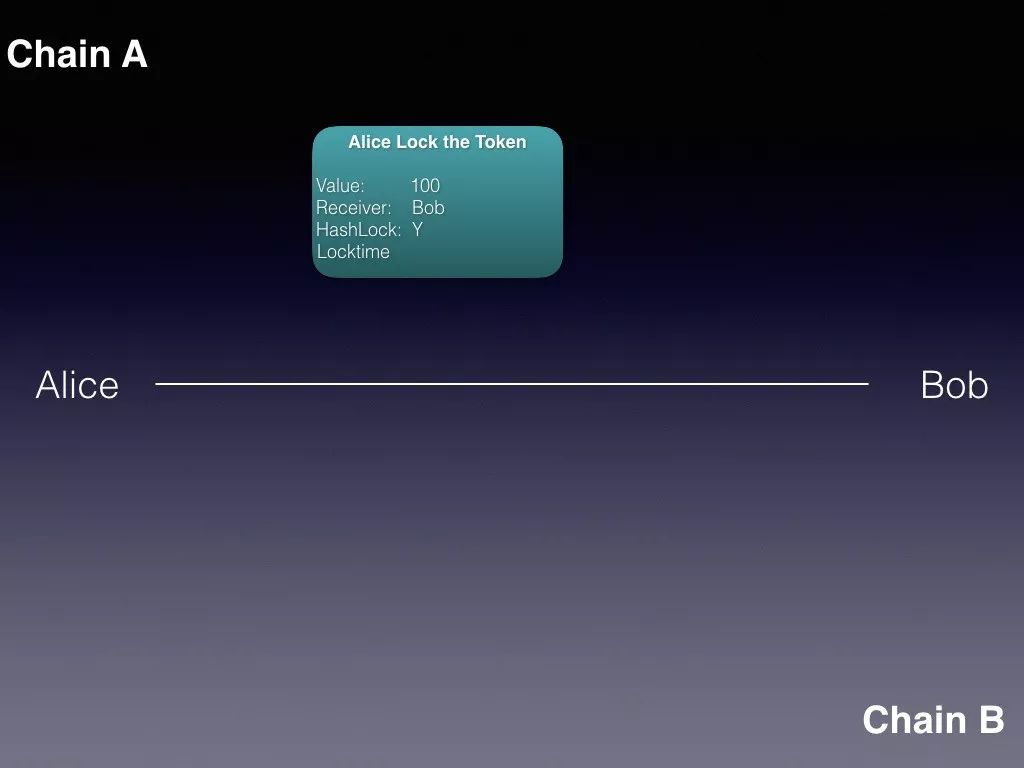 Chain A
Alice Lock the Token
Value: 100
Receiver: Bob
HashLock: Y
Locktime
Alice
Bob
Chain B